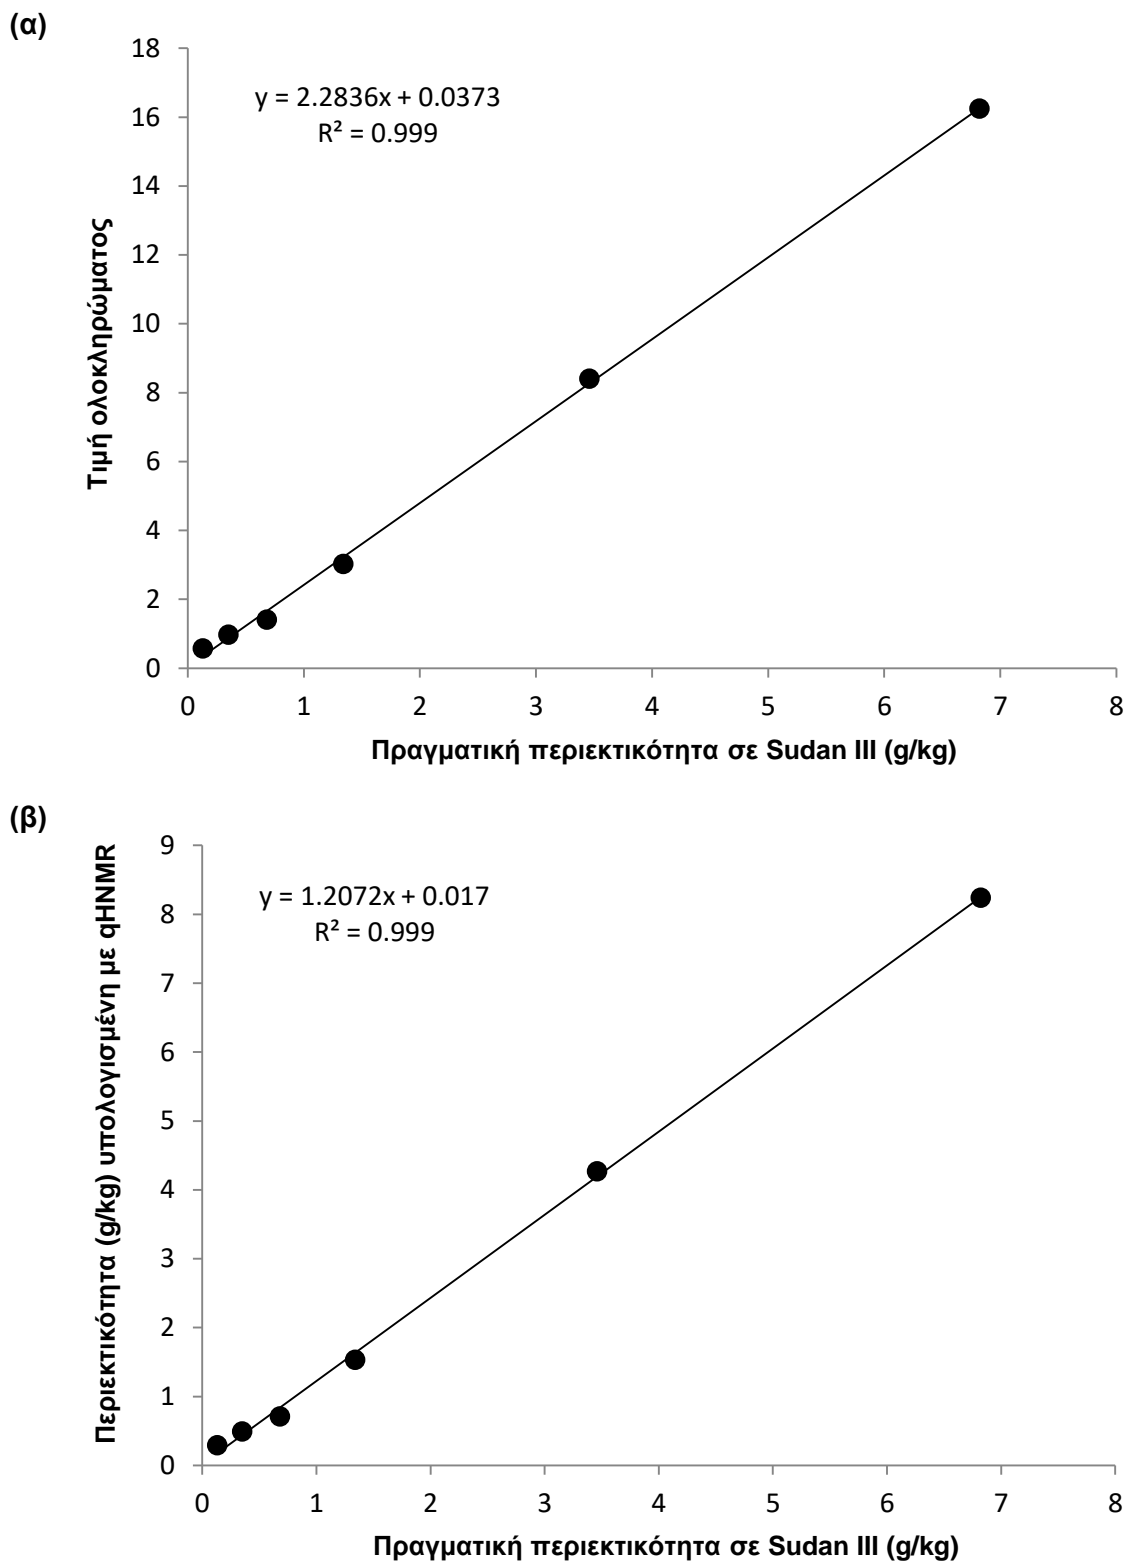 (α)
18
16
14
12
10
8
6
4
2
0
y = 2.2836x + 0.0373
R² = 0.999
Τιμή ολοκληρώματος
0 1 2 3 4 5 6 7 8
Πραγματική περιεκτικότητα σε Sudan III (g/kg)
(β)
9
8
7
6
5
4
3
2
1
0
y = 1.2072x + 0.017
R² = 0.999
Περιεκτικότητα (g/kg) υπολογισμένη με qHNMR
0 1 2 3 4 5 6 7 8
Πραγματική περιεκτικότητα σε Sudan III (g/kg)